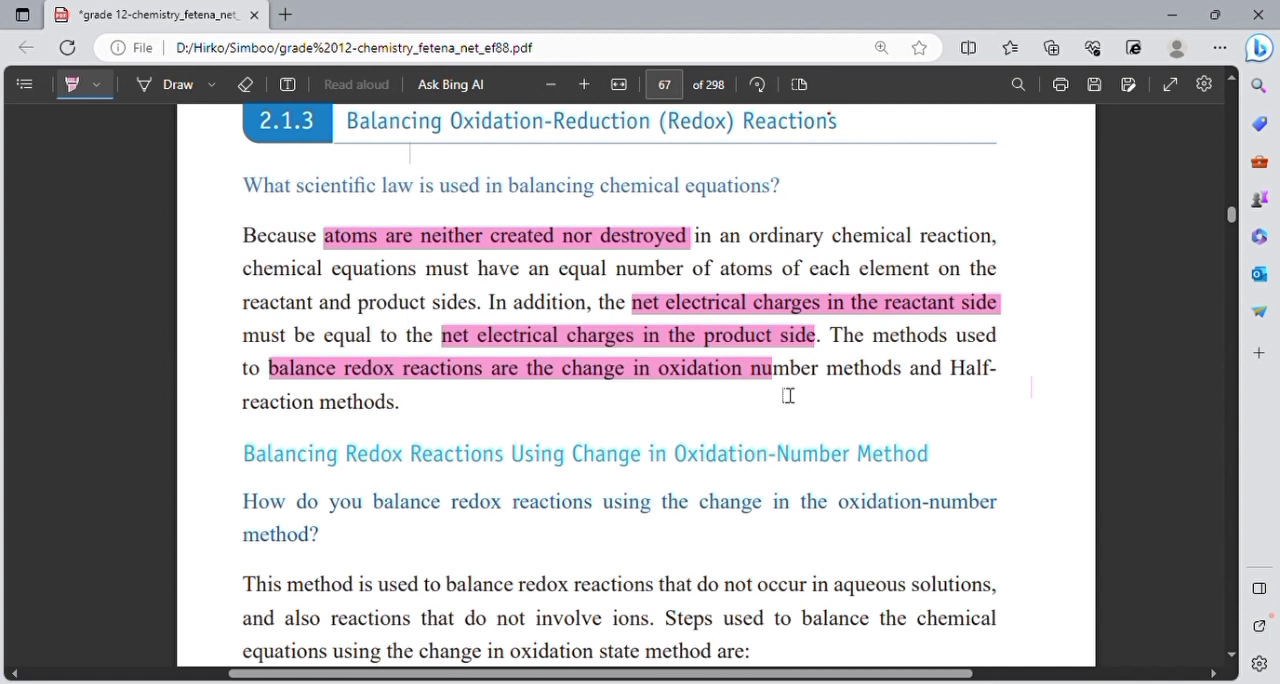 *grade 12-chemistry_fetena_net_
File D:/Hirko/Simboo/grade%2012-chemistry_fetena_net_ef88.pdf
Draw Read aloud Ask Bing AI 67 of 298
2.1.3 Balancing Oxidation-Reduction (Redox) Reactions
What scientific law is used in balancing chemical equations?
Because atoms are neither created nor destroyed in an ordinary chemical reaction,
chemical equations must have an equal number of atoms of each element on the
reactant and product sides. In addition, the net electrical charges in the reactant side
must be equal to the net electrical charges in the product side. The methods used
to balance redox reactions are the change in oxidation number methods and Half-
reaction methods.
Balancing Redox Reactions Using Change in Oxidation-Number Method
How do you balance redox reactions using the change in the oxidation-number
method?
This method is used to balance redox reactions that do not occur in aqueous solutions,
and also reactions that do not involve ions. Steps used to balance the chemical
equations using the change in oxidation state method are: